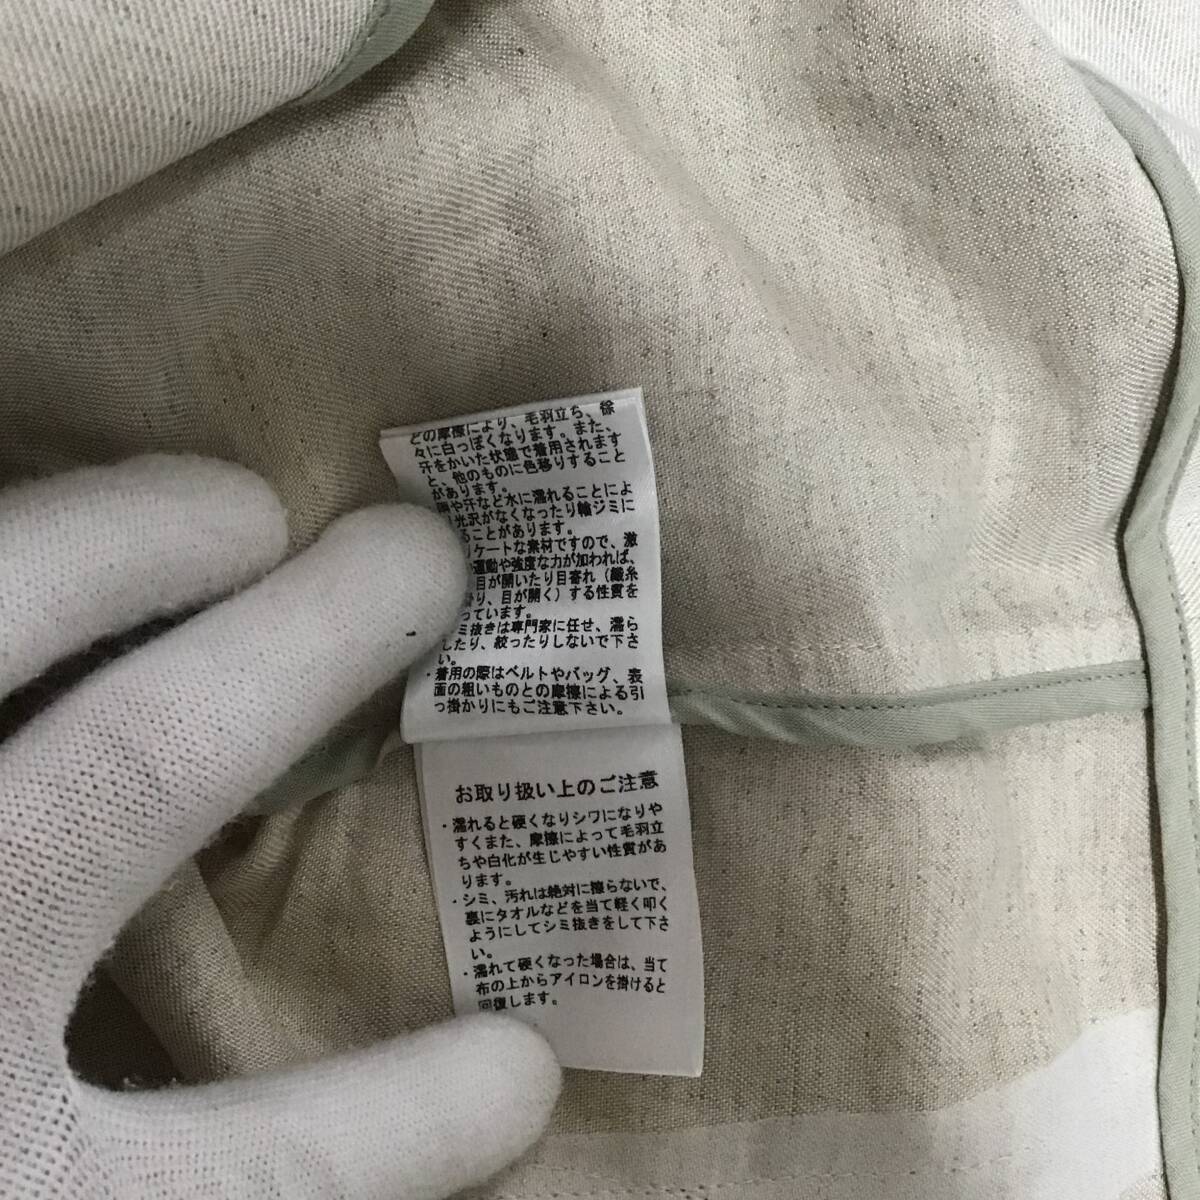 どの摩擦により、毛羽立ち、徐
々に白っぽくなります。また、
汗をかいた状態で着用されます
と、他のものに色移りすること
があります。
や汗など水に濡れることによ
光沢がなくなったり輪ジミに
ることがあります。
リケートな素材ですので、激
運動や強度な力が加われば、
目が開いたり目寄れ（織糸
り、目が開く）する性質を
っています。
ミ抜きは専門家に任せ、濡ら
したり、絞ったりしないで下さ
い。
・着用の際はベルトやバッグ、表
面の粗いものとの摩擦による引
っ掛かりにもご注意下さい。
お取り扱い上のご注意
・濡れると硬くなりシワになりや
すくまた、摩擦によって毛羽立
ちや白化が生じやすい性質があ
ります。
・シミ、汚れは絶対に擦らないで、
裏にタオルなどを当て軽く叩く
ようにしてシミ抜きをして下さ
い。
・濡れて硬くなった場合は、当て
布の上からアイロンを掛けると
回復します。